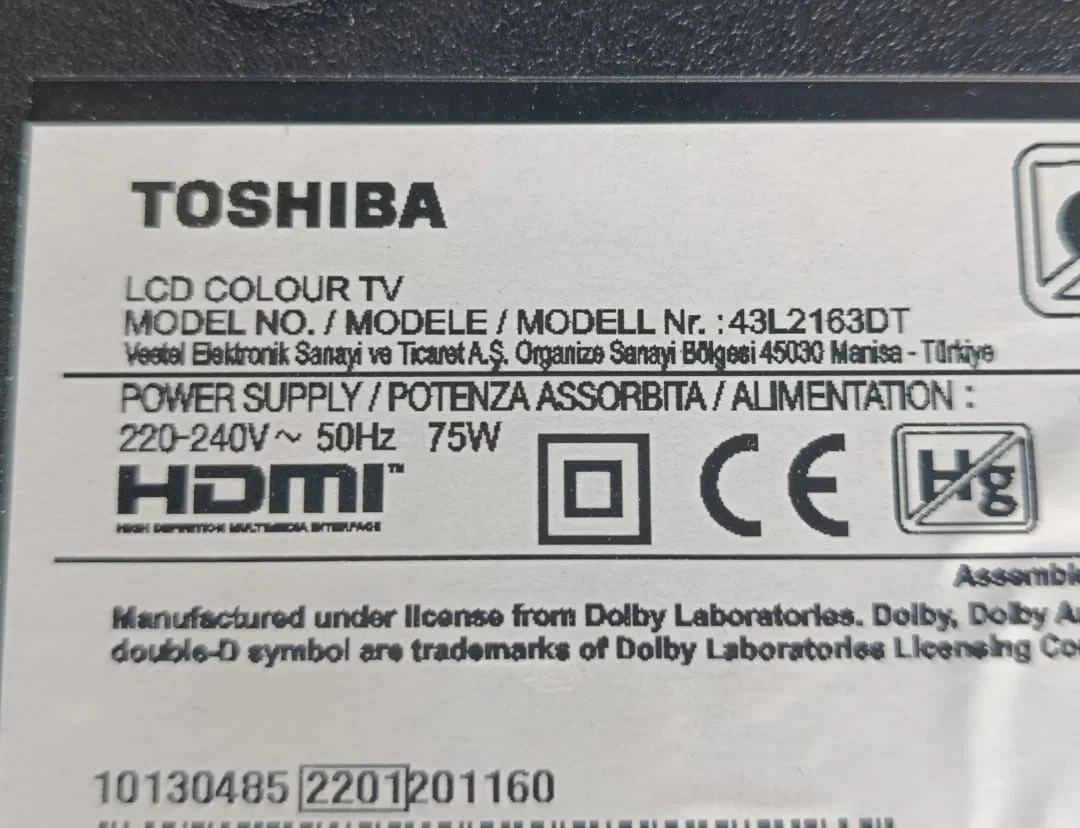 TOSHIBA
LCD COLOUR TV
MODEL NO. / MODELE / MODELL Nr. :43L2163DT
Vestel Elektronik Sanayi ve Ticaret A.Ş. Organize Sanayi Bölgesi 45030 Manisa - Türkiye
POWER SUPPLY / POTENZA ASSORBITA / ALIMENTATION :
220-240V~ 50Hz 75W
HDMI™
HIGH DEFINITION MULTIMEDIA INTERFACE
CE
Hg
Manufactured under license from Dolby Laboratories. Dolby, Dolby
double-D symbol are trademarks of Dolby Laboratories Licensing
10130485 2201201160